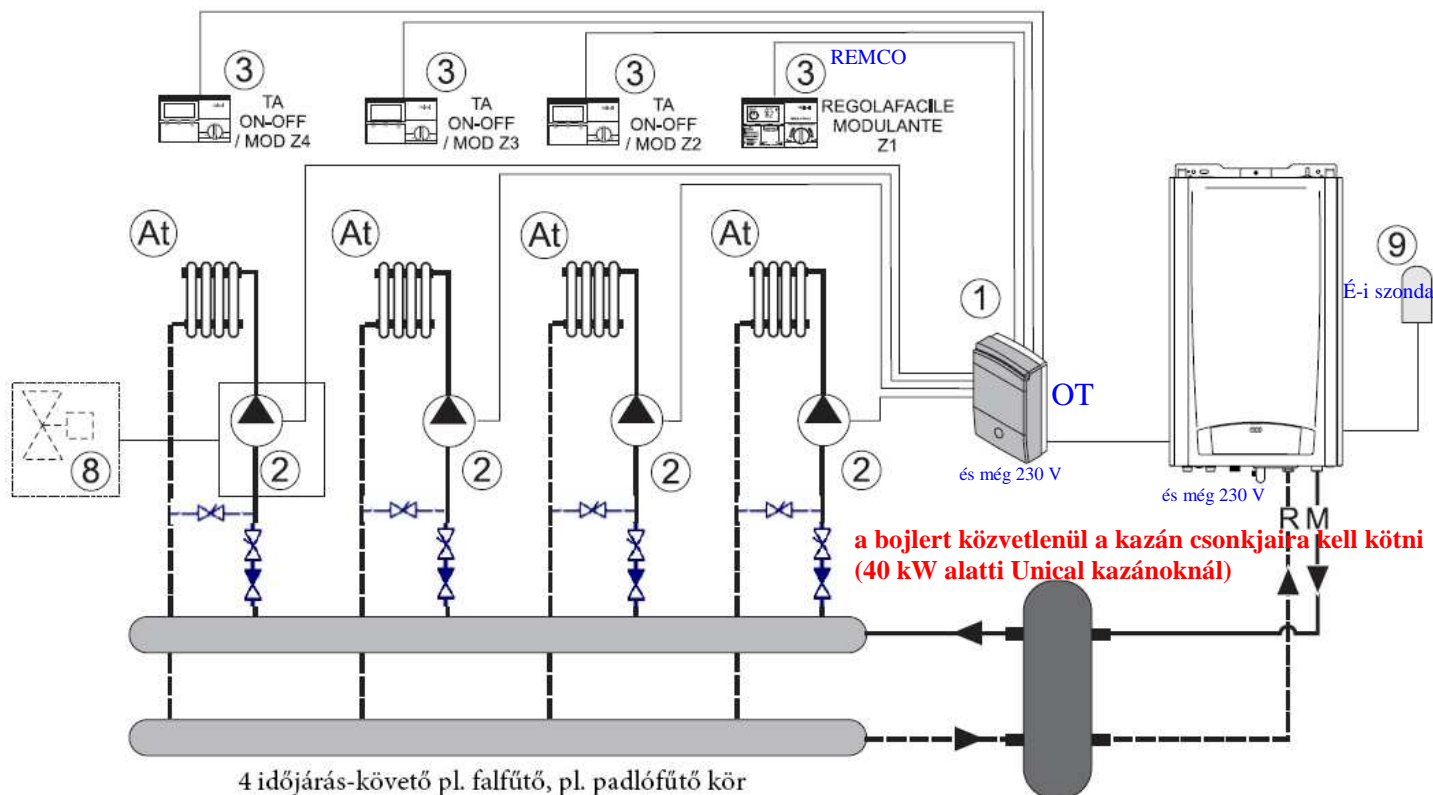 REMCO
3
3
3
3
TA
ON-OFF
/ MOD Z4
TA
ON-OFF
/ MOD Z3
TA
ON-OFF
/ MOD Z2
REGOLAFACILE
MODULANTE
Z1
At
At
At
At
9
É-i szonda
1
OT
8
2
2
2
2
és még 230 V
és még 230 V
R M
a bojlert közvetlenül a kazán csonkjaira kell kötni
(40 kW alatti Unical kazánoknál)
4 időjárás-követő pl. falfűtő, pl. padlófűtő kör